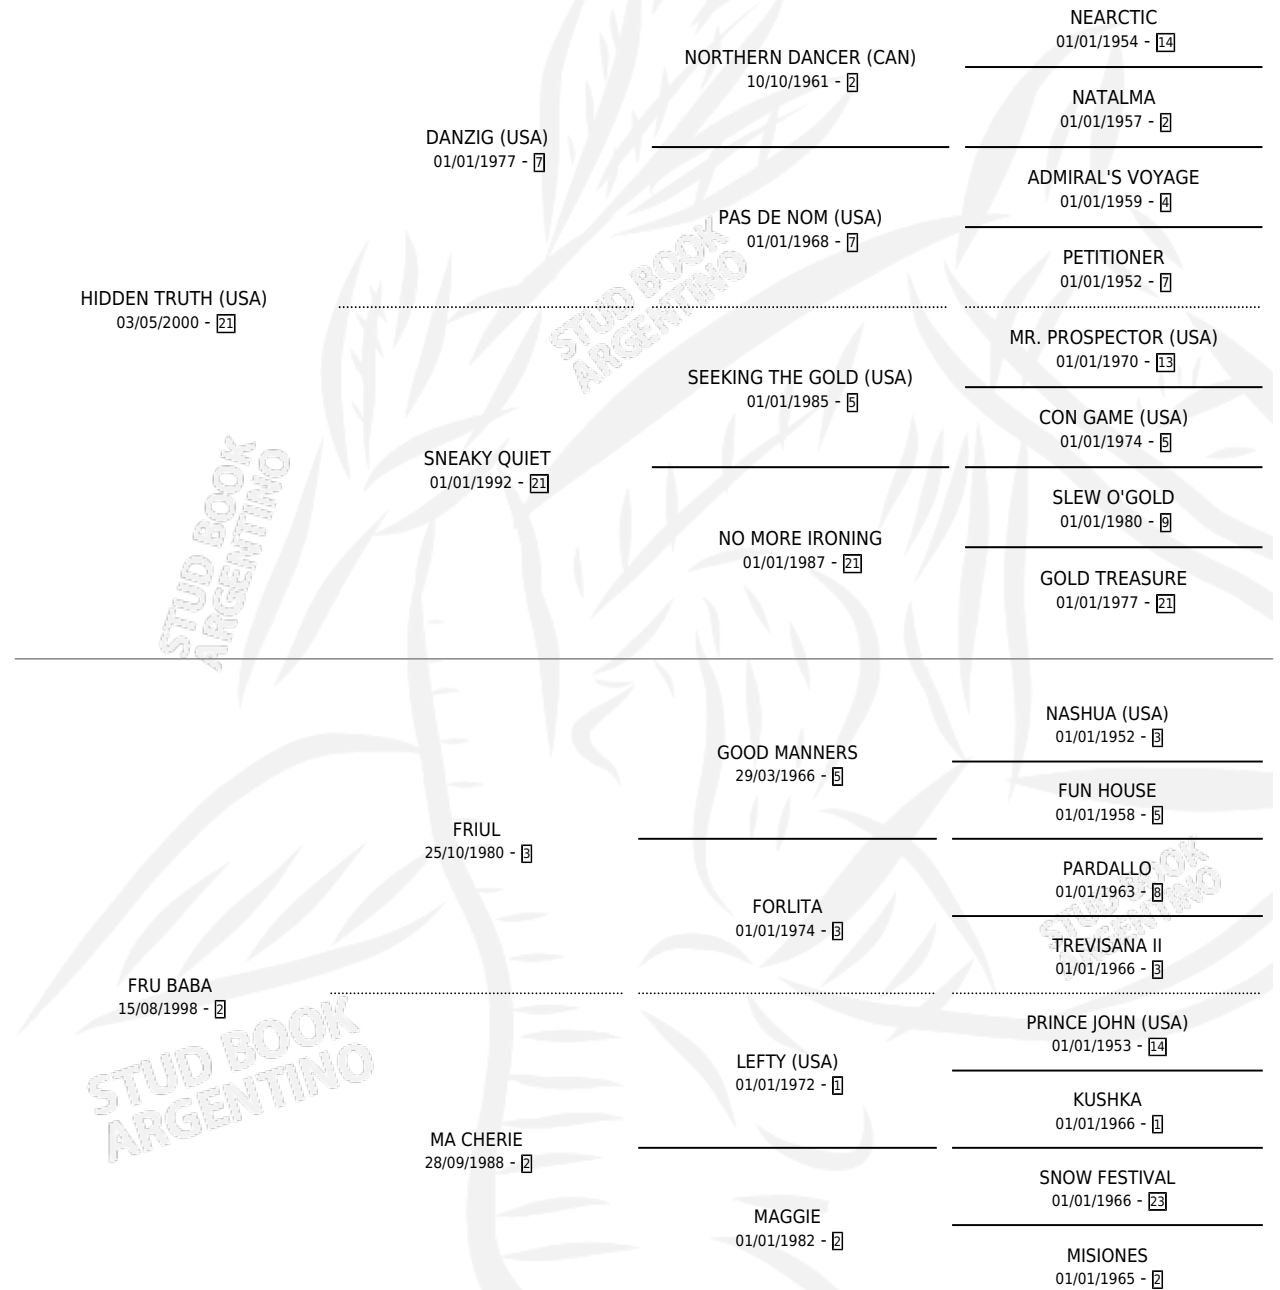 NEARCTIC
01/01/1954 - 14
NORTHERN DANCER (CAN)
10/10/1961 - 2
NATALMA
01/01/1957 - 2
DANZIG (USA)
01/01/1977 - 7
ADMIRAL'S VOYAGE
01/01/1959 - 4
PAS DE NOM (USA)
01/01/1968 - 7
PETITIONER
01/01/1952 - 7
HIDDEN TRUTH (USA)
03/05/2000 - 21
STUD BOOK
ARGENTINO
MR. PROSPECTOR (USA)
01/01/1970 - 13
SEEKING THE GOLD (USA)
01/01/1985 - 5
CON GAME (USA)
01/01/1974 - 5
SNEAKY QUIET
01/01/1992 - 21
SLEW O'GOLD
01/01/1980 - 9
NO MORE IRONING
01/01/1987 - 21
GOLD TREASURE
01/01/1977 - 21
STUD BOOK
ARGENTINO
NASHUA (USA)
01/01/1952 - 3
GOOD MANNERS
29/03/1966 - 5
FUN HOUSE
01/01/1958 - 5
FRIUL
25/10/1980 - 3
PARDALLO
01/01/1963 - 8
FORLITA
01/01/1974 - 3
STUD BOOK
ARGENTINO
TREVISANA II
01/01/1966 - 3
FRU BABA
15/08/1998 - 2
PRINCE JOHN (USA)
01/01/1953 - 14
LEFTY (USA)
01/01/1972 - 1
STUD BOOK
ARGENTINO
KUSHKA
01/01/1966 - 1
MA CHERIE
28/09/1988 - 2
SNOW FESTIVAL
01/01/1966 - 23
MAGGIE
01/01/1982 - 2
MISIONES
01/01/1965 - 2